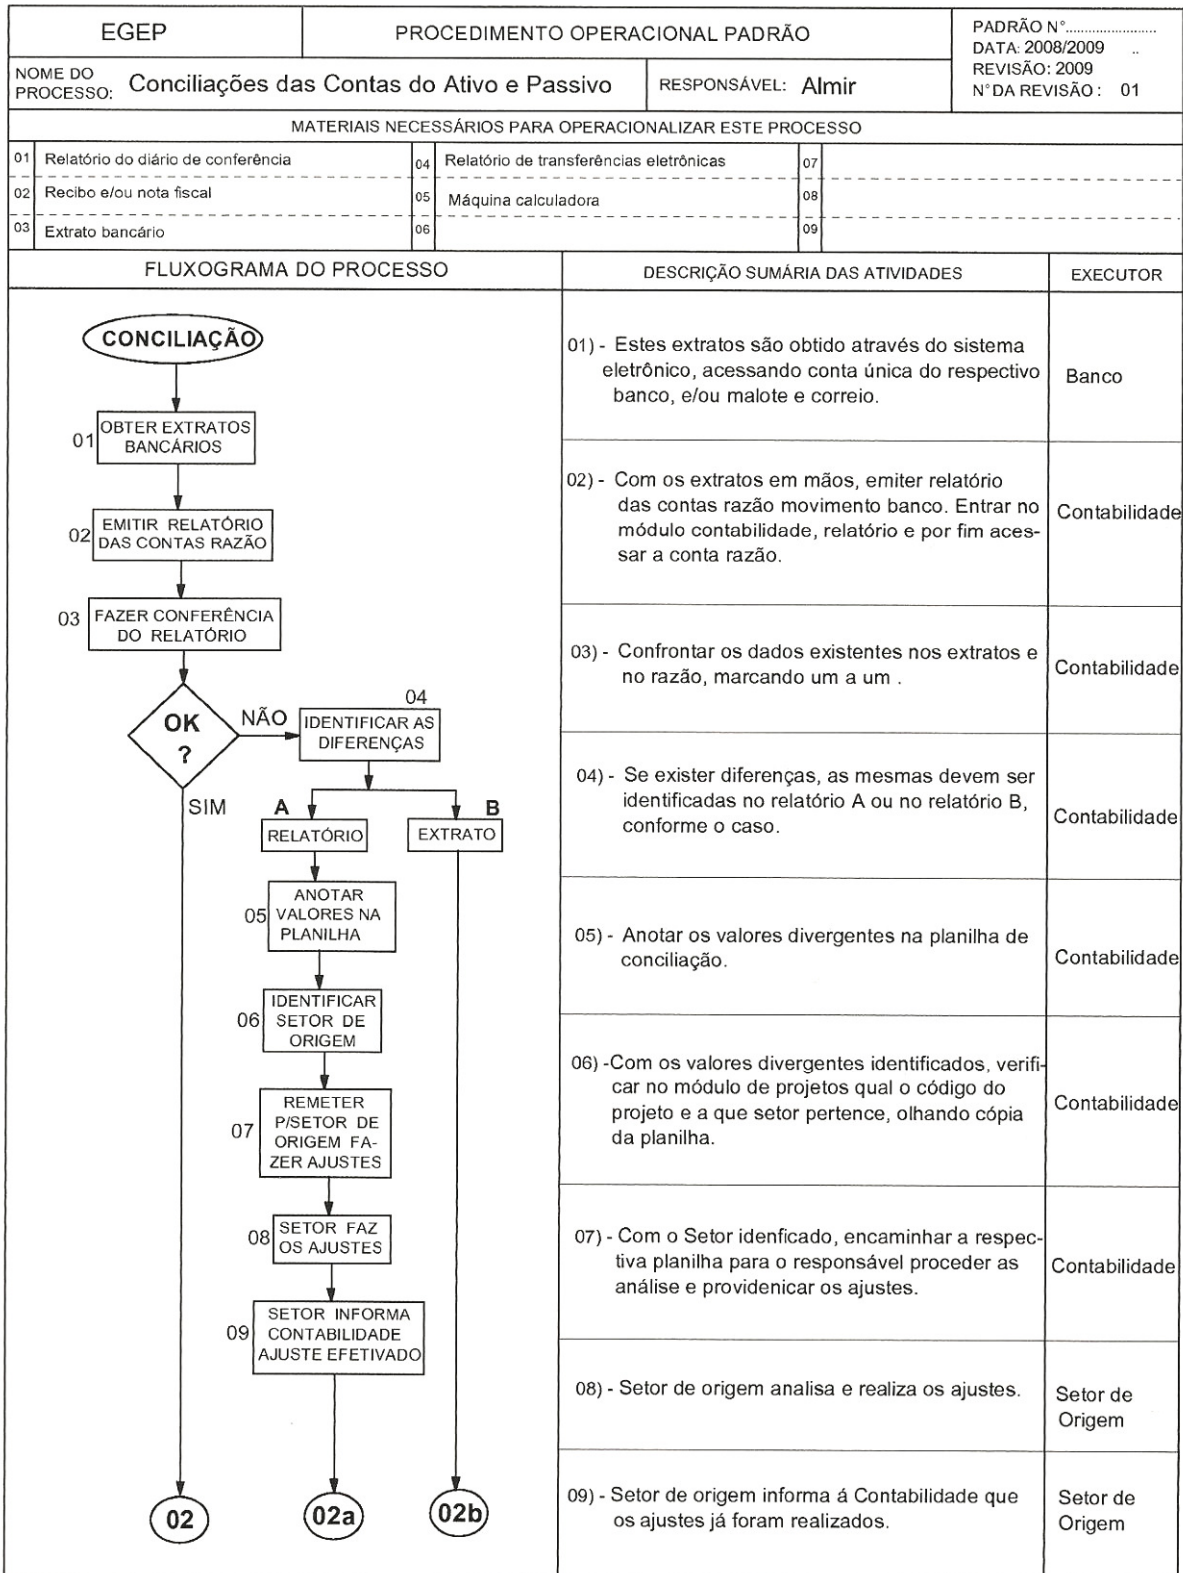 EGEP
PROCEDIMENTO OPERACIONAL PADRÃO
PADRÃO N°........................
DATA: 2008/2009 ..
REVISÃO: 2009
N°DA REVISÃO : 01
NOME DO
PROCESSO: Conciliações das Contas do Ativo e Passivo
RESPONSÁVEL: Almir
MATERIAIS NECESSÁRIOS PARA OPERACIONALIZAR ESTE PROCESSO
01 Relatório do diário de conferência
04 Relatório de transferências eletrônicas
07
02 Recibo e/ou nota fiscal
05 Máquina calculadora
08
03 Extrato bancário
06
09
FLUXOGRAMA DO PROCESSO
DESCRIÇÃO SUMÁRIA DAS ATIVIDADES
EXECUTOR
CONCILIAÇÃO
01
OBTER EXTRATOS
BANCÁRIOS
02
EMITIR RELATÓRIO
DAS CONTAS RAZÃO
03
FAZER CONFERÊNCIA
DO RELATÓRIO
OK
?
NÃO
SIM
04
IDENTIFICAR AS
DIFERENÇAS
A
RELATÓRIO
B
EXTRATO
05
ANOTAR
VALORES NA
PLANILHA
06
IDENTIFICAR
SETOR DE
ORIGEM
07
REMETER
P/SETOR DE
ORIGEM FA-
ZER AJUSTES
08
SETOR FAZ
OS AJUSTES
09
SETOR INFORMA
CONTABILIDADE
AJUSTE EFETIVADO
02
02a
02b
01) - Estes extratos são obtido através do sistema
eletrônico, acessando conta única do respectivo
banco, e/ou malote e correio.
Banco
02) - Com os extratos em mãos, emiter relatório
das contas razão movimento banco. Entrar no
módulo contabilidade, relatório e por fim aces-
sar a conta razão.
Contabilidade
03) - Confrontar os dados existentes nos extratos e
no razão, marcando um a um .
Contabilidade
04) - Se exister diferenças, as mesmas devem ser
identificadas no relatório A ou no relatório B,
conforme o caso.
Contabilidade
05) - Anotar os valores divergentes na planilha de
conciliação.
Contabilidade
06) -Com os valores divergentes identificados, verifi-
car no módulo de projetos qual o código do
projeto e a que setor pertence, olhando cópia
da planilha.
Contabilidade
07) - Com o Setor idenficado, encaminhar a respec-
tiva planilha para o responsável proceder as
análise e providenicar os ajustes.
Contabilidade
08) - Setor de origem analisa e realiza os ajustes.
Setor de
Origem
09) - Setor de origem informa á Contabilidade que
os ajustes já foram realizados.
Setor de
Origem